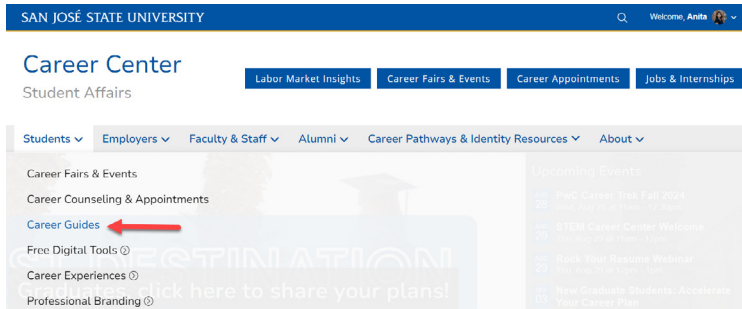 SAN JOSÉ STATE UNIVERSITY
Welcome, Anita
Career Center
Student Affairs
Labor Market Insights
Career Fairs & Events
Career Appointments
Jobs & Internships
Students
Employers
Faculty & Staff
Alumni
Career Pathways & Identity Resources
About
Career Fairs & Events
Career Counseling & Appointments
Career Guides
Free Digital Tools
Career Experiences
Professional Branding
Upcoming Events
PwC Career Trek Fall 2024
STEM Career Center Welcome
Rock Your Resume Webinar
New Graduate Students: Accelerate
Your Career Plan
DESTINATION
Graduates, click here to share your plans!